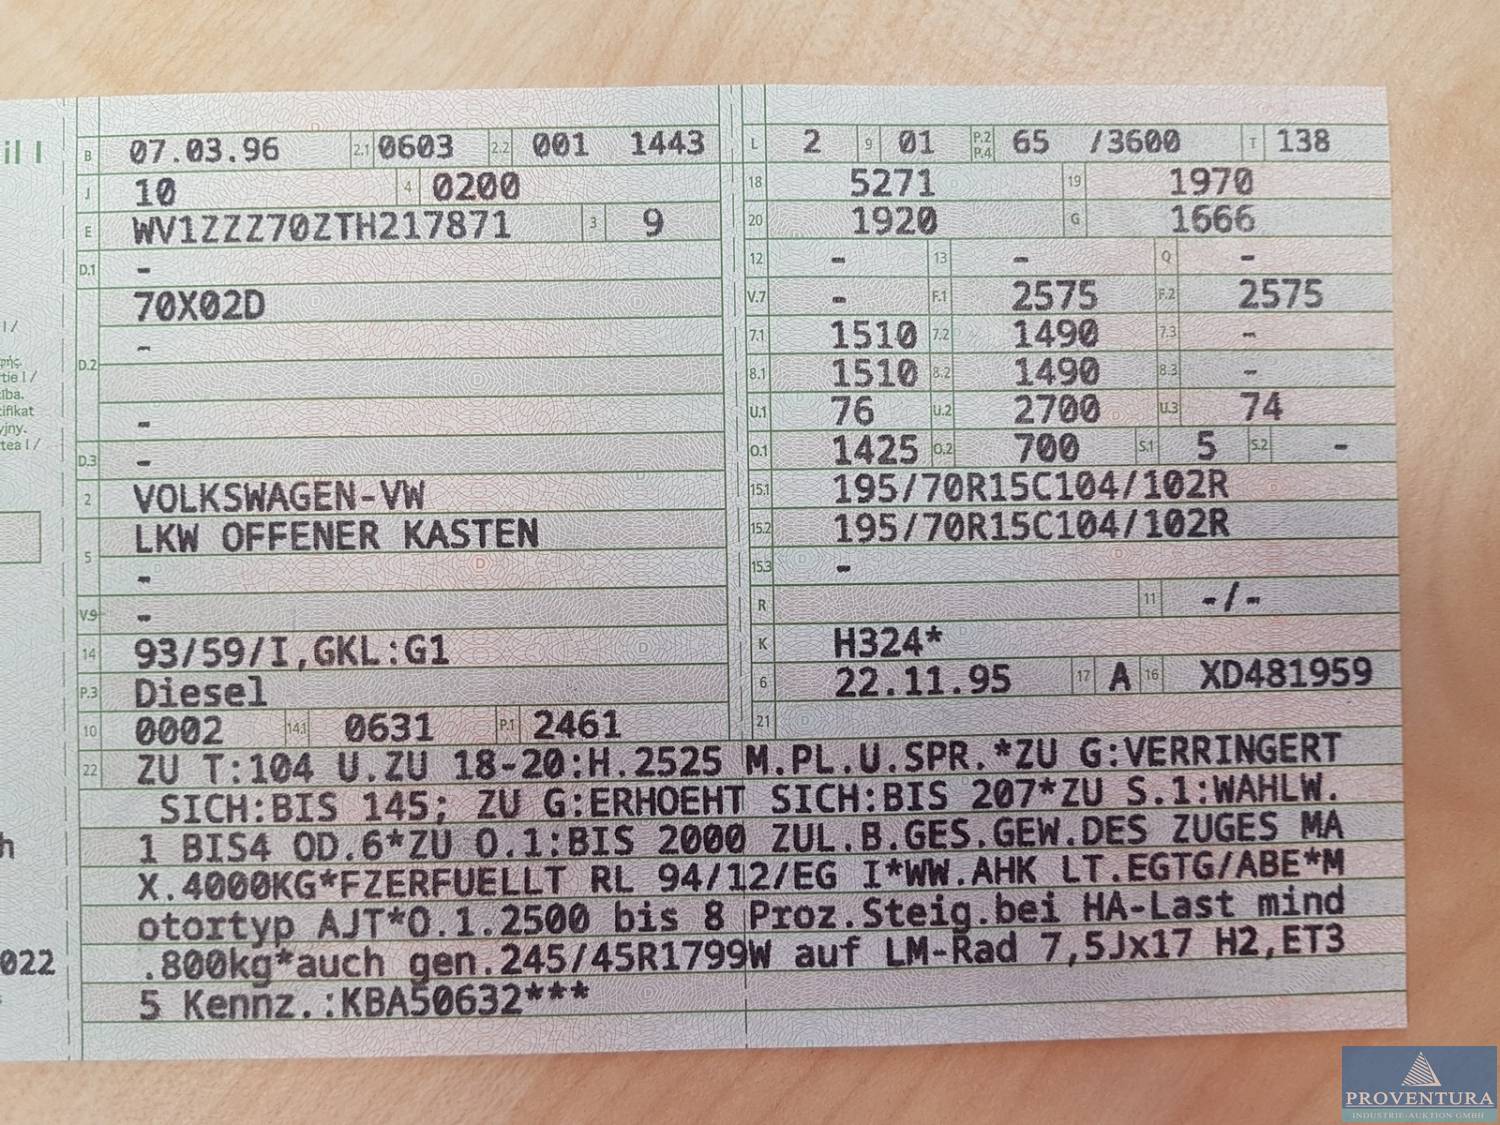 il I
B 07.03.96 2.1 0603 2.2 001 1443
J 10 4 0200
E WV1ZZZ70ZTH217871 3 9
D.1 -
70X02D
D.2 -
-
D.3 -
2 VOLKSWAGEN-VW
5 LKW OFFENER KASTEN
-
V.9 -
14 93/59/I,GKL:G1
P.3 Diesel
10 0002 14.1 0631 P.1 2461
L 2 9 01 P.2 P.4 65 /3600 T 138
18 5271 19 1970
20 1920 G 1666
12 - 13 - Q -
V.7 - F.1 2575 F.2 2575
7.1 1510 7.2 1490 7.3 -
8.1 1510 8.2 1490 8.3 -
U.1 76 U.2 2700 U.3 74
O.1 1425 O.2 700 S.1 5 S.2 -
15.1 195/70R15C104/102R
15.2 195/70R15C104/102R
15.3 -
R 11 -/-
K H324*
6 22.11.95 17 A 16 XD481959
21
22 ZU T:104 U.ZU 18-20:H.2525 M.PL.U.SPR.*ZU G:VERRINGERT
SICH:BIS 145; ZU G:ERHOEHT SICH:BIS 207*ZU S.1:WAHLW.
1 BIS4 OD.6*ZU O.1:BIS 2000 ZUL.B.GES.GEW.DES ZUGES MA
X.4000KG*FZERFUELLT RL 94/12/EG I*WW.AHK LT.EGTG/ABE*M
otortyp AJT*O.1.2500 bis 8 Proz.Steig.bei HA-Last mind
.800kg*auch gen.245/45R1799W auf LM-Rad 7,5Jx17 H2,ET3
5 Kennz.:KBA50632***
l /
tie l /
ība.
tifikat
yjny.
tea l /
h
022
PROVENTURA
INDUSTRIE-AUKTION GMBH